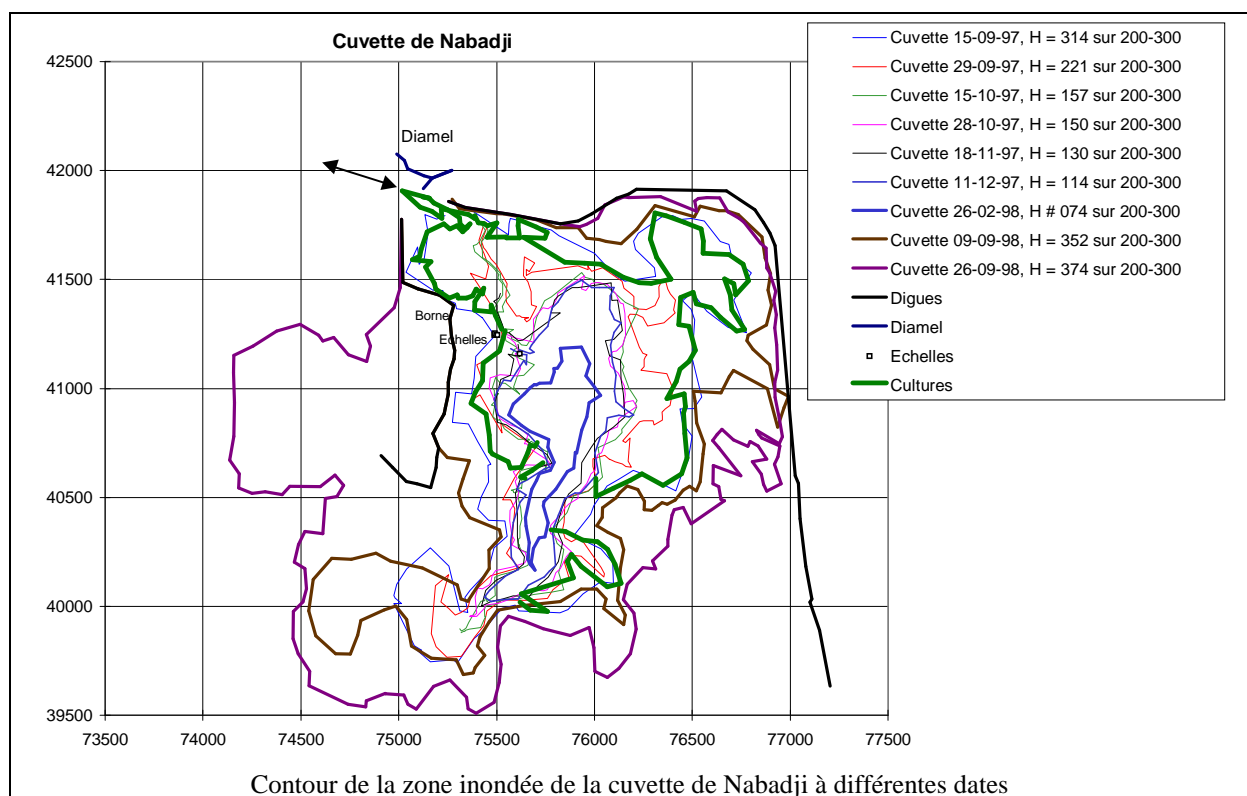 Cuvette de Nabadji
Cuvette 15-09-97, H = 314 sur 200-300
Cuvette 29-09-97, H = 221 sur 200-300
Cuvette 15-10-97, H = 157 sur 200-300
Cuvette 28-10-97, H = 150 sur 200-300
Cuvette 18-11-97, H = 130 sur 200-300
Cuvette 11-12-97, H = 114 sur 200-300
Cuvette 26-02-98, H # 074 sur 200-300
Cuvette 09-09-98, H = 352 sur 200-300
Cuvette 26-09-98, H = 374 sur 200-300
Digues
Diamel
Echelles
Cultures
42500
42000
41500
41000
40500
40000
39500
Diamel
Borne
Echelles
73500 74000 74500 75000 75500 76000 76500 77000 77500
Contour de la zone inondée de la cuvette de Nabadji à différentes dates